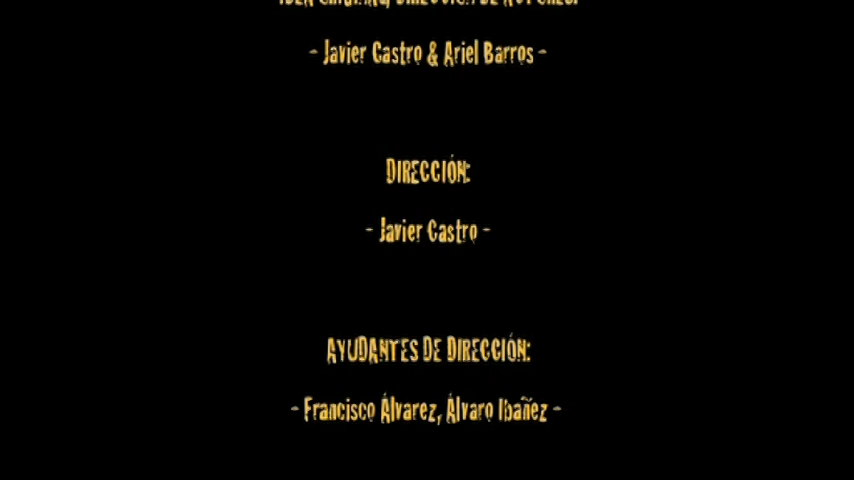 - Javier Castro & Ariel Barros -
DIRECCIÓN:
- Javier Castro -
AYUDANTES DE DIRECCIÓN:
- Francisco Álvarez, Álvaro Ibañez -